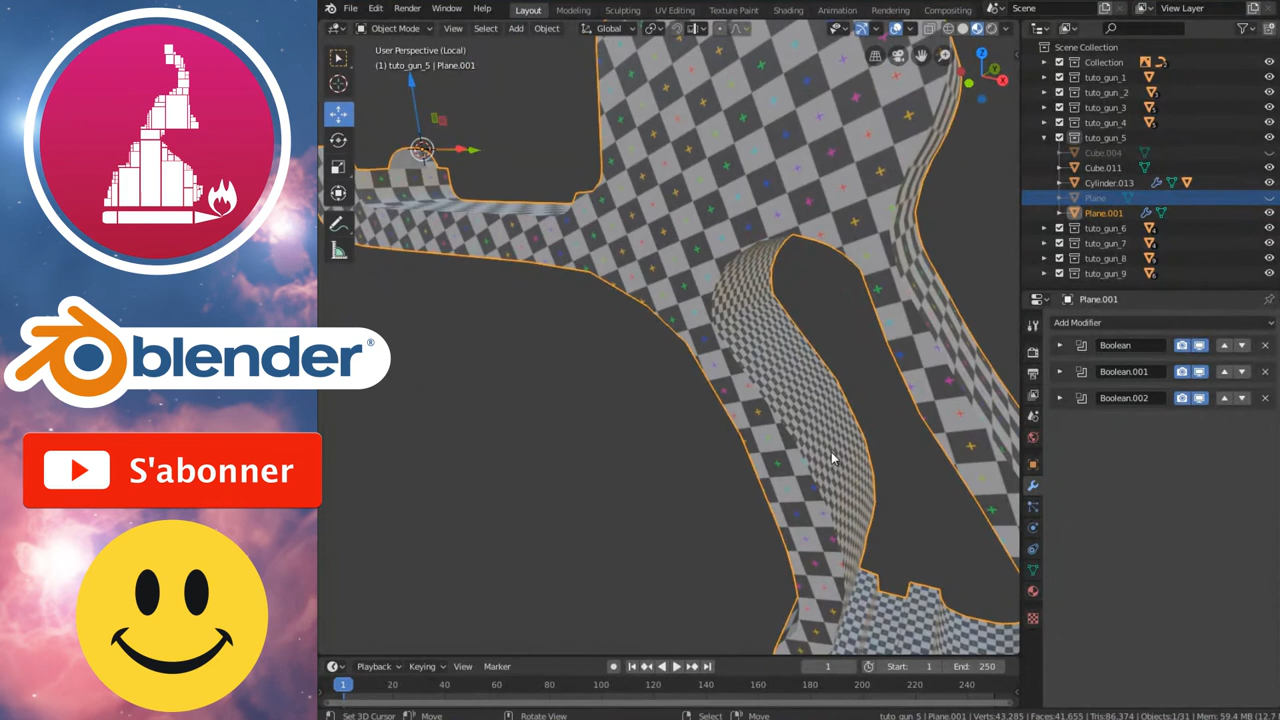 File Edit Render Window Help Layout Modeling Sculpting UV Editing Texture Paint Shading Animation Rendering Compositing Scene View Layer
Object Mode View Select Add Object Global
User Perspective (Local)
(1) tuto_gun_5 | Plane.001
Z
Y
X
Scene Collection
Collection
tuto_gun_1
tuto_gun_.2
tuto_gun_3
tuto_gun_4
tuto_gun_5
Cube.004
Cube.011
Cylinder.013
Plane
Plane.001
tuto_gun_6
tuto_gun_7
tuto_gun_8
tuto_gun_9
Plane.001
Add Modifier
Boolean
Boolean.001
Boolean.002
blender®
S'abonner
Playback Keying View Marker 1 Start: 1 End: 250
1 20 40 60 80 100 120 140 160 180 200 220 240
Set 3D Cursor Move Rotate View Select Move tuto_gun_5 | Plane.001 | Verts:43,285 | Faces:41,655 | Tris:86,374 | Objects:1/31 | Mem: 59.4 MB